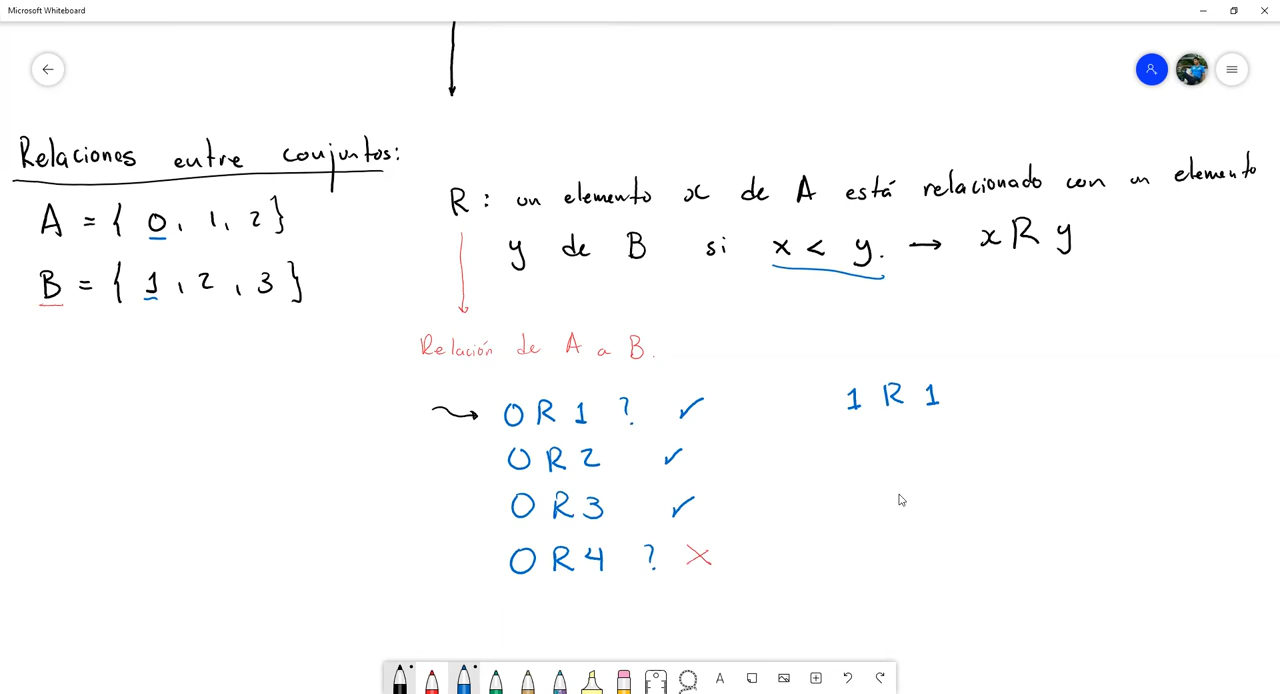 Microsoft Whiteboard
Relaciones entre conjuntos:
A = { 0, 1, 2 }
B = { 1, 2, 3 }
R: un elemento x de A está relacionado con un elemento
y de B si x < y. → x R y
Relación de A a B.
0 R 1 ? ✓
0 R 2 ✓
0 R 3 ✓
0 R 4 ? ✗
1 R 1